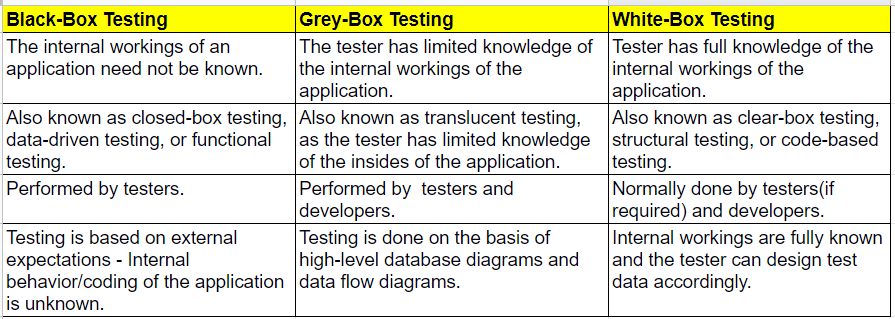 Black-Box Testing
Grey-Box Testing
White-Box Testing
The internal workings of an
application need not be known.
The tester has limited knowledge of
the internal workings of the
application.
Tester has full knowledge of the
internal workings of the
application.
Also known as closed-box testing,
data-driven testing, or functional
testing.
Also known as translucent testing,
as the tester has limited knowledge
of the insides of the application.
Also known as clear-box testing,
structural testing, or code-based
testing.
Performed by testers.
Performed by  testers and
developers.
Normally done by testers(if
required) and developers.
Testing is based on external
expectations - Internal
behavior/coding of the application
is unknown.
Testing is done on the basis of
high-level database diagrams and
data flow diagrams.
Internal workings are fully known
and the tester can design test
data accordingly.